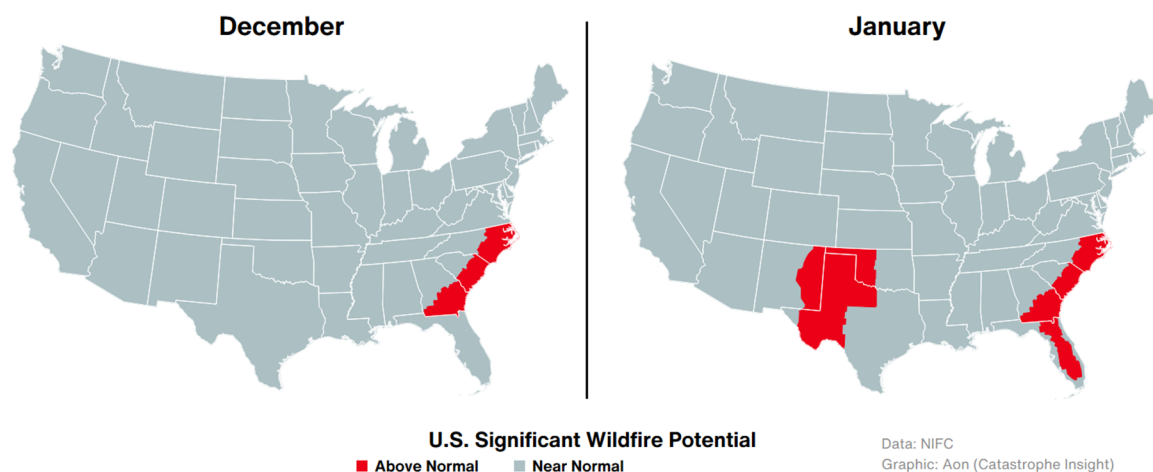 December
January
U.S. Significant Wildfire Potential
Above Normal
Near Normal
Data: NIFC
Graphic: Aon (Catastrophe Insight)